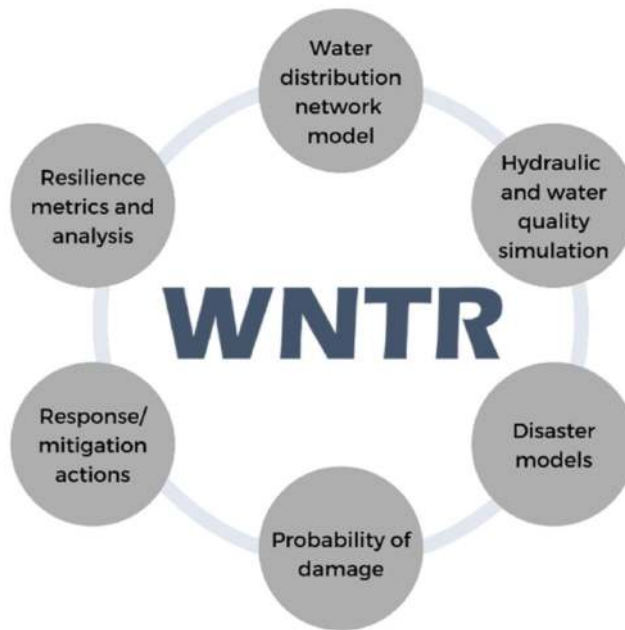 Water
distribution
network
model
Hydraulic
and water
quality
simulation
Disaster
models
Probability of
damage
Response/
mitigation
actions
Resilience
metrics and
analysis
WNTR